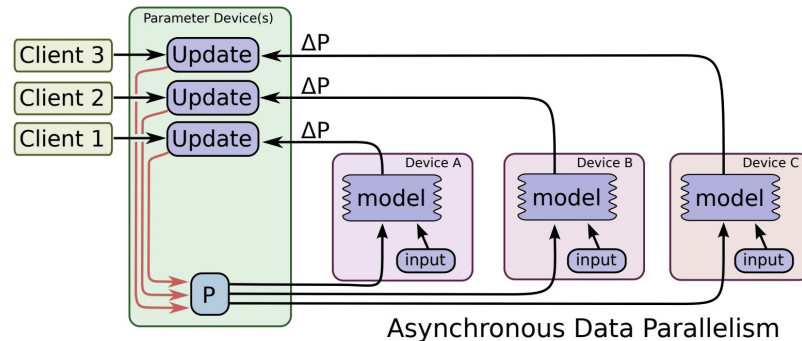 Parameter Device(s)
Client 3
Update
ΔP
Client 2
Update
ΔP
Client 1
Update
ΔP
Device A
Device B
Device C
model
model
model
input
input
input
P
Asynchronous Data Parallelism